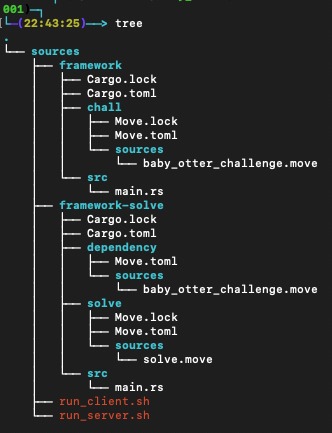 001)─┐
└─(22:43:25)──> tree
.
└── sources
    ├── framework
    │   ├── Cargo.lock
    │   ├── Cargo.toml
    │   ├── chall
    │   │   ├── Move.lock
    │   │   ├── Move.toml
    │   │   └── sources
    │   │       └── baby_otter_challenge.move
    │   └── src
    │       └── main.rs
    ├── framework-solve
    │   ├── Cargo.lock
    │   ├── Cargo.toml
    │   ├── dependency
    │   │   ├── Move.toml
    │   │   └── sources
    │   │       └── baby_otter_challenge.move
    │   ├── solve
    │   │   ├── Move.lock
    │   │   ├── Move.toml
    │   │   └── sources
    │   │       └── solve.move
    │   └── src
    │       └── main.rs
    ├── run_client.sh
    └── run_server.sh